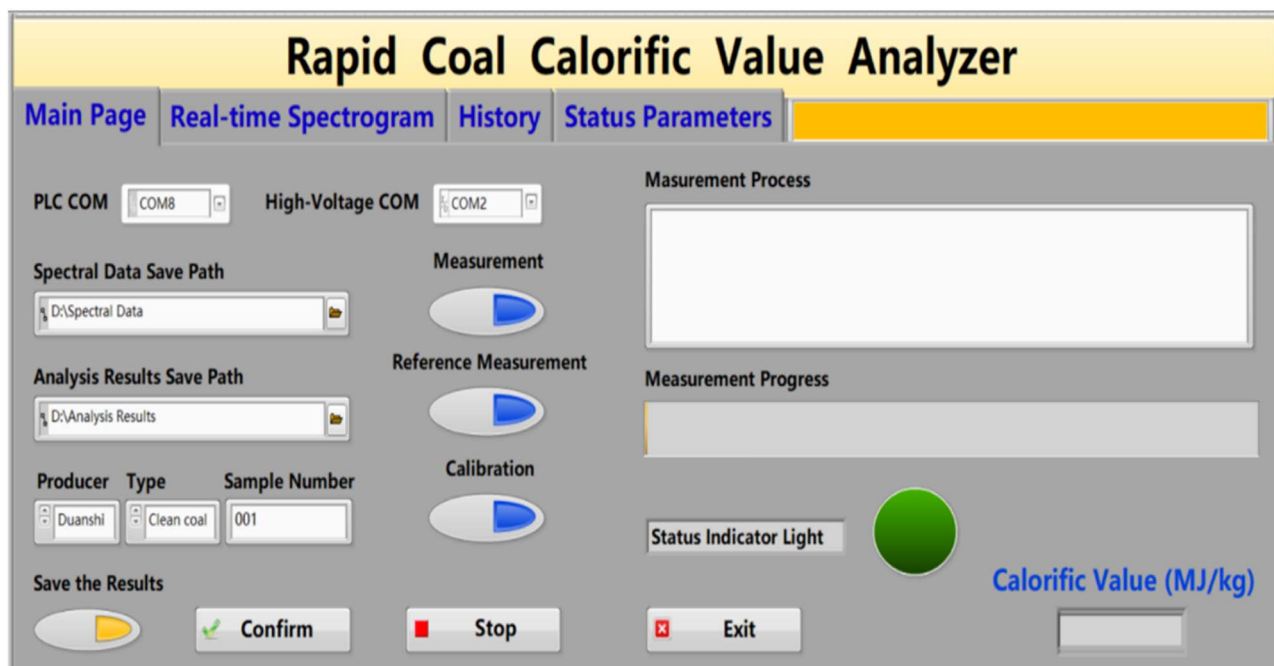 Rapid Coal Calorific Value Analyzer
Main Page Real-time Spectrogram History Status Parameters
PLC COM COM8 High-Voltage COM COM2
Spectral Data Save Path
D:\Spectral Data
Measurement
Analysis Results Save Path
D:\Analysis Results
Reference Measurement
Producer Type Sample Number
Duanshi Clean coal 001
Calibration
Save the Results
Confirm Stop Exit
Masurement Process
Measurement Progress
Status Indicator Light
Calorific Value (MJ/kg)